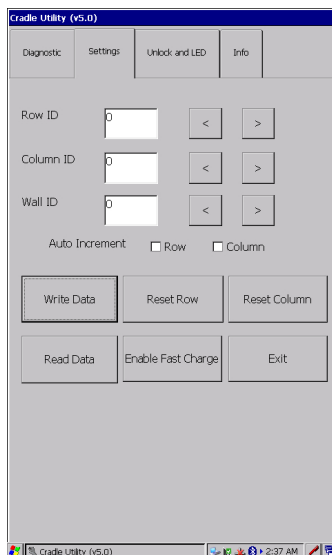 Cradle Utility (v5.0)
Diagnostic Settings Unlock and LED Info
Row ID 0 < >
Column ID 0 < >
Wall ID 0 < >
Auto Increment Row Column
Write Data Reset Row Reset Column
Read Data Enable Fast Charge Exit
Cradle Utility (v5.0) 2:37 AM